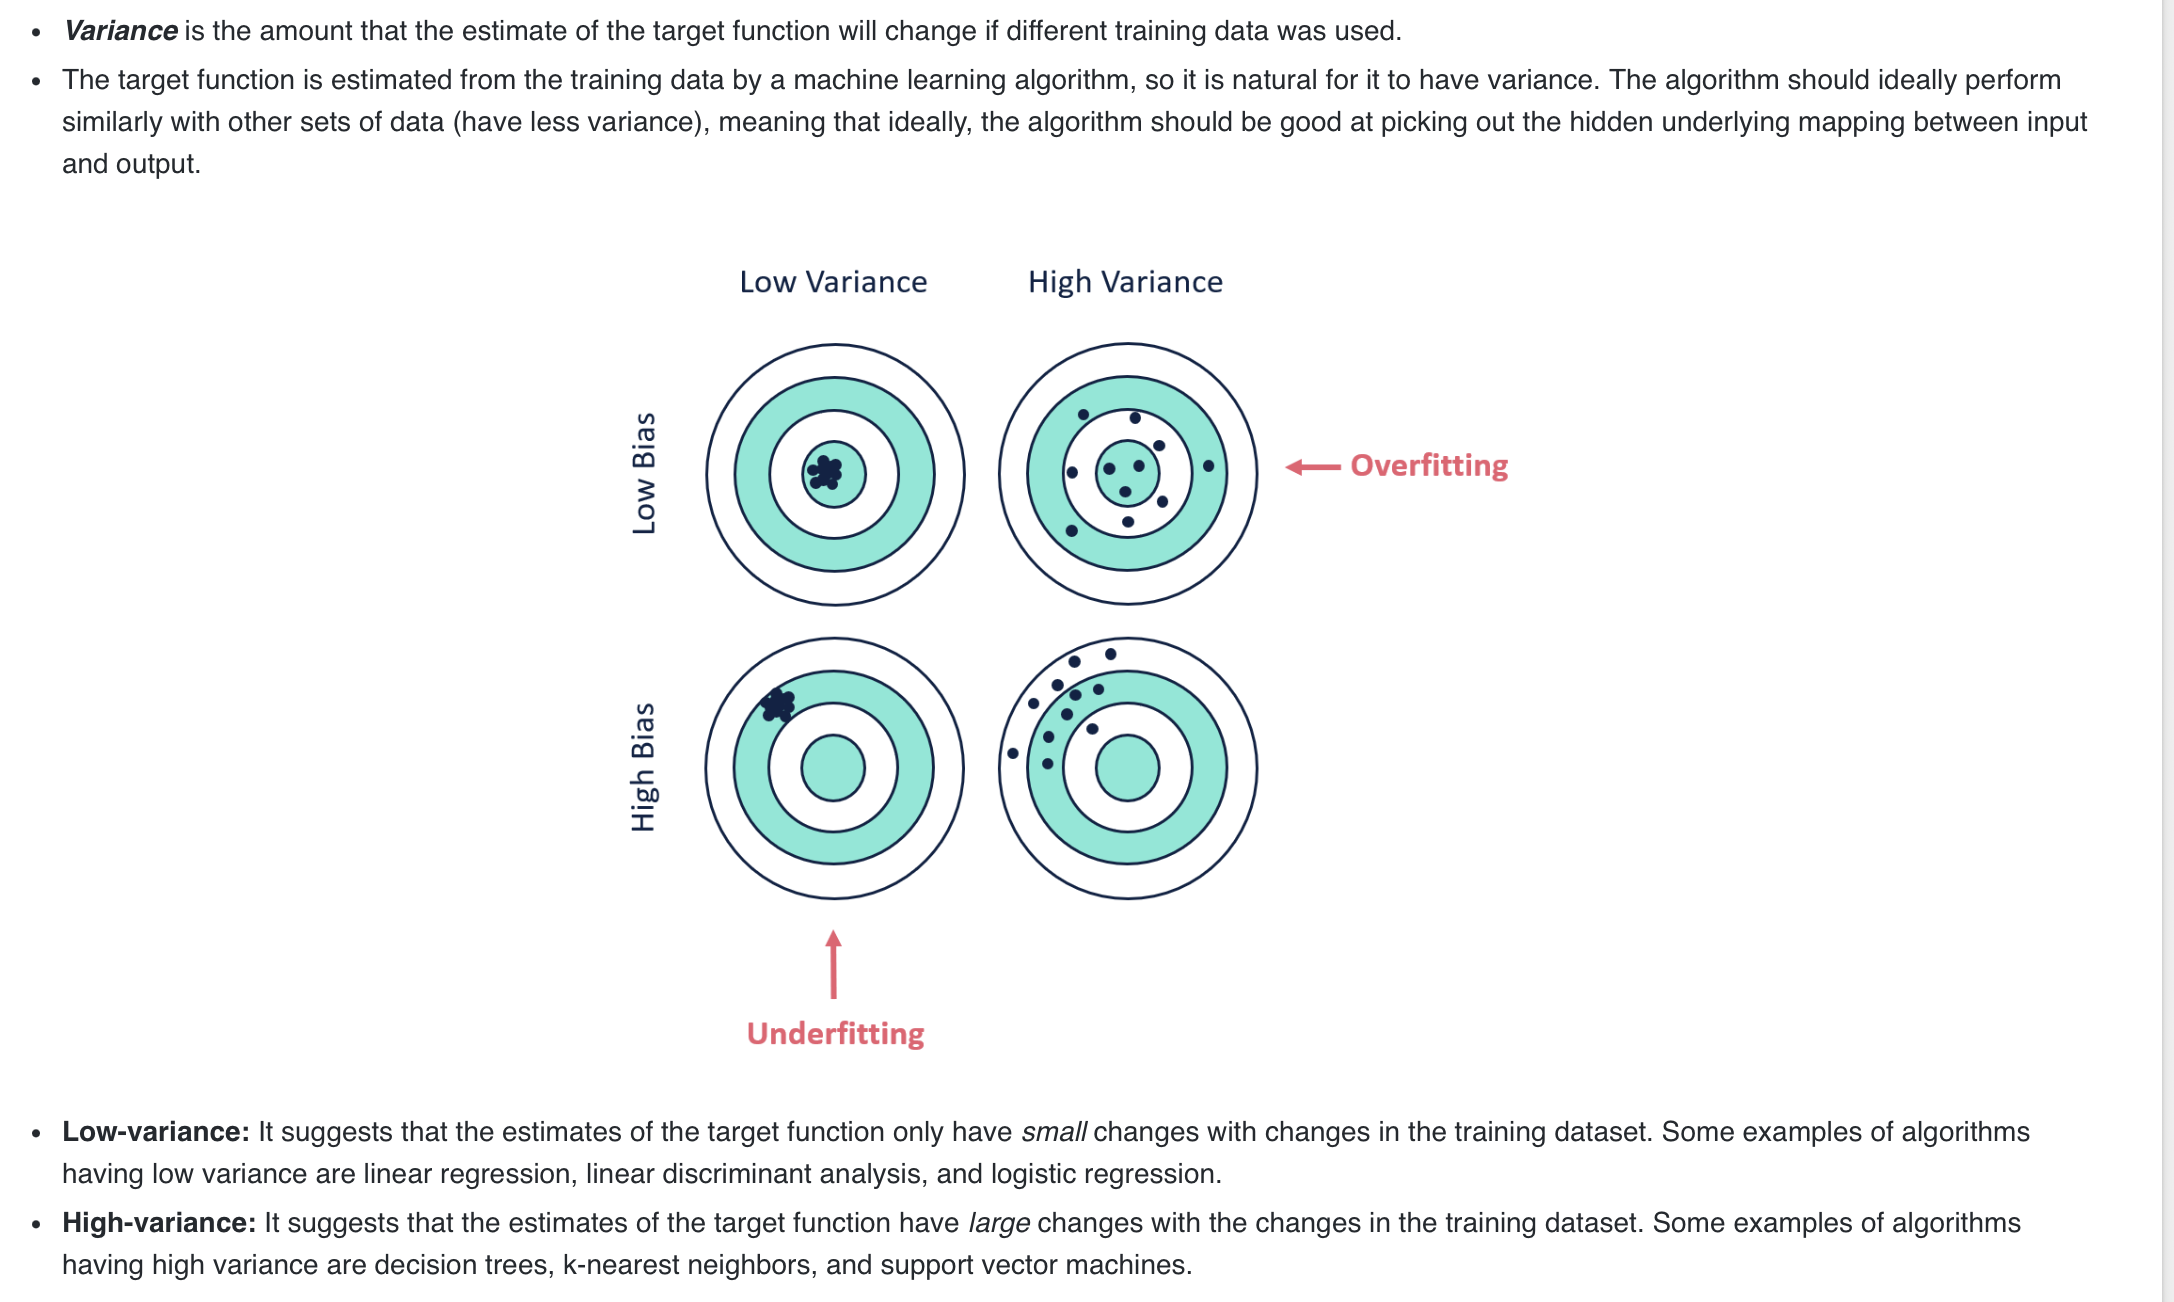 • Variance is the amount that the estimate of the target function will change if different training data was used.
• The target function is estimated from the training data by a machine learning algorithm, so it is natural for it to have variance. The algorithm should ideally perform
similarly with other sets of data (have less variance), meaning that ideally, the algorithm should be good at picking out the hidden underlying mapping between input
and output.
Low Variance
High Variance
Low Bias
Overfitting
High Bias
Underfitting
• Low-variance: It suggests that the estimates of the target function only have small changes with changes in the training dataset. Some examples of algorithms
having low variance are linear regression, linear discriminant analysis, and logistic regression.
• High-variance: It suggests that the estimates of the target function have large changes with the changes in the training dataset. Some examples of algorithms
having high variance are decision trees, k-nearest neighbors, and support vector machines.